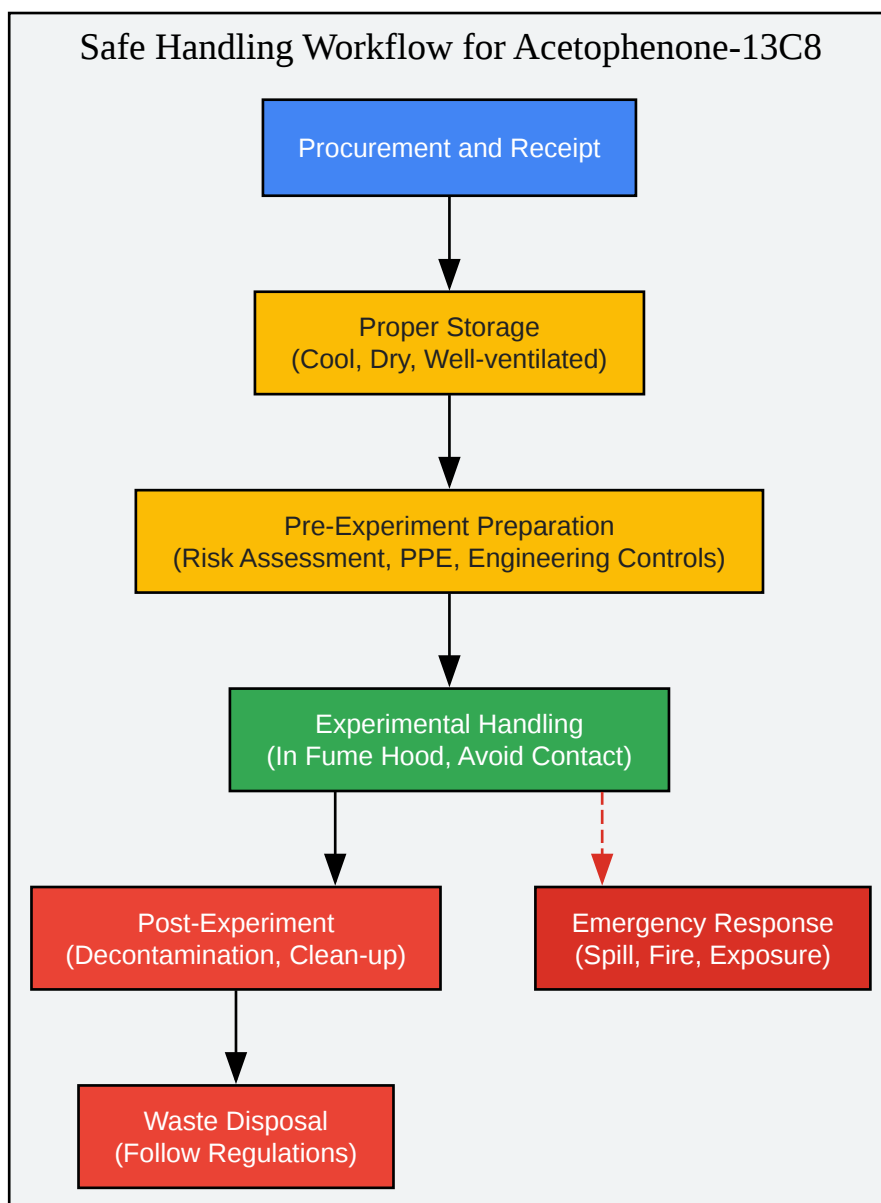 Safe Handling Workflow for Acetophenone-13C8
Procurement and Receipt
Proper Storage
(Cool, Dry, Well-ventilated)
Pre-Experiment Preparation
(Risk Assessment, PPE, Engineering Controls)
Experimental Handling
(In Fume Hood, Avoid Contact)
Post-Experiment
(Decontamination, Clean-up)
Emergency Response
(Spill, Fire, Exposure)
Waste Disposal
(Follow Regulations)